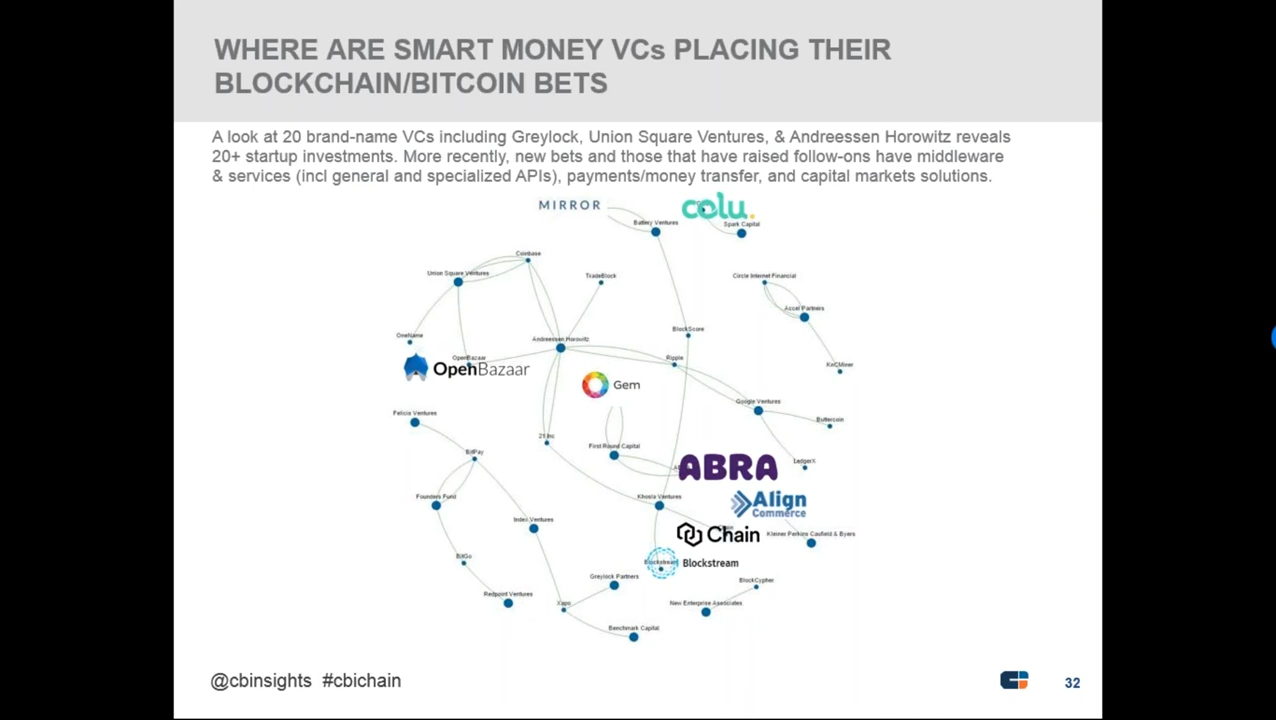 WHERE ARE SMART MONEY VCs PLACING THEIR
BLOCKCHAIN/BITCOIN BETS
A look at 20 brand-name VCs including Greylock, Union Square Ventures, & Andreessen Horowitz reveals
20+ startup investments. More recently, new bets and those that have raised follow-ons have middleware
& services (incl general and specialized APIs), payments/money transfer, and capital markets solutions.
MIRROR
colu.
Battery Ventures
Spark Capital
Coinbase
Union Square Ventures
TradeBlock
Circle Internet Financial
Accel Partners
OneName
Andreessen Horowitz
BlockScore
OpenBazaar
Ripple
OpenBazaar
KnCMiner
Gem
Google Ventures
Felicis Ventures
Buttercoin
21 Inc
First Round Capital
BitPay
LedgerX
ABRA
Founders Fund
Khosla Ventures
Align
Commerce
Index Ventures
Chain
Kleiner Perkins Caufield & Byers
BitGo
Blockstream
Blockstream
Greylock Partners
BlockCypher
Redpoint Ventures
Xapo
New Enterprise Associates
Benchmark Capital
@cbinsights #cbichain
32